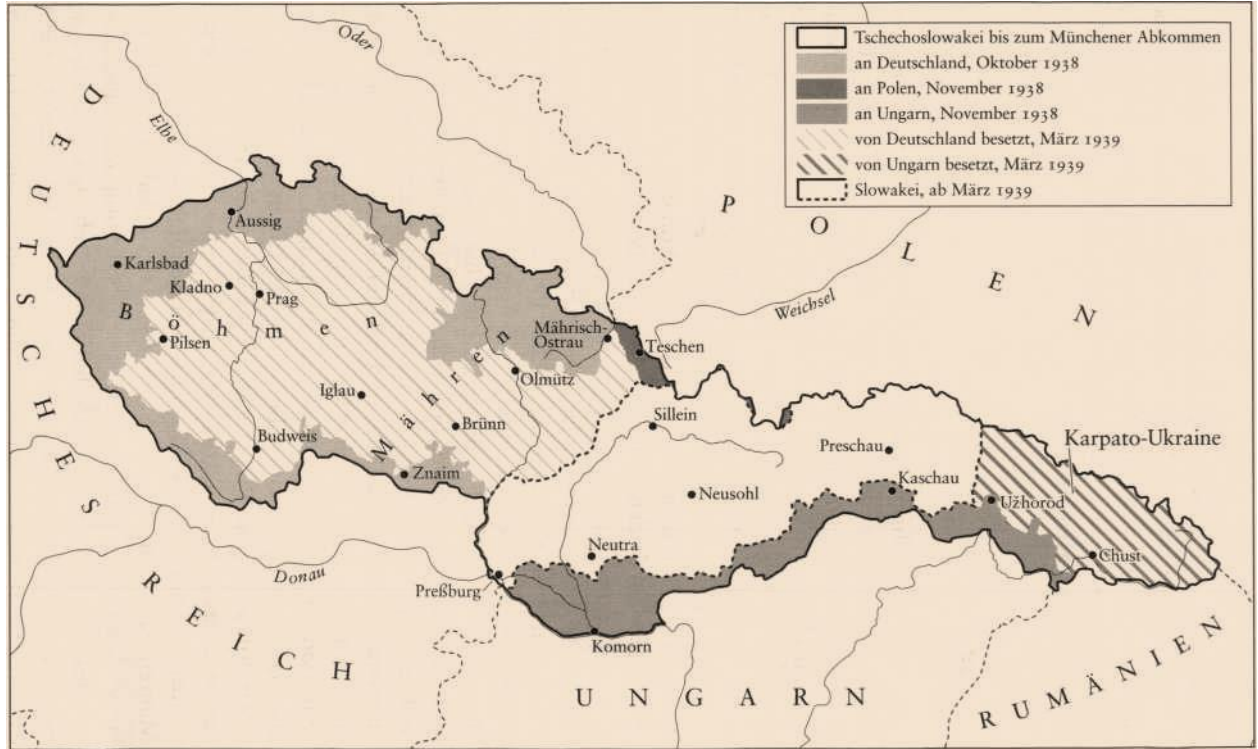 Tschechoslowakei bis zum Münchener Abkommen
an Deutschland, Oktober 1938
an Polen, November 1938
an Ungarn, November 1938
von Deutschland besetzt, März 1939
von Ungarn besetzt, März 1939
Slowakei, ab März 1939
DEUTSCHES REICH
POLEN
UNGARN
RUMÄNIEN
Oder
Elbe
Weichsel
Donau
Böhmen
Mähren
Aussig
Karlsbad
Kladno
Prag
Pilsen
Iglau
Budweis
Znaim
Brünn
Olmütz
Mährisch-
Ostrau
Teschen
Sillein
Preschau
Kaschau
Neusohl
Neutra
Preßburg
Komorn
Karpato-Ukraine
Užhoröd
Chust